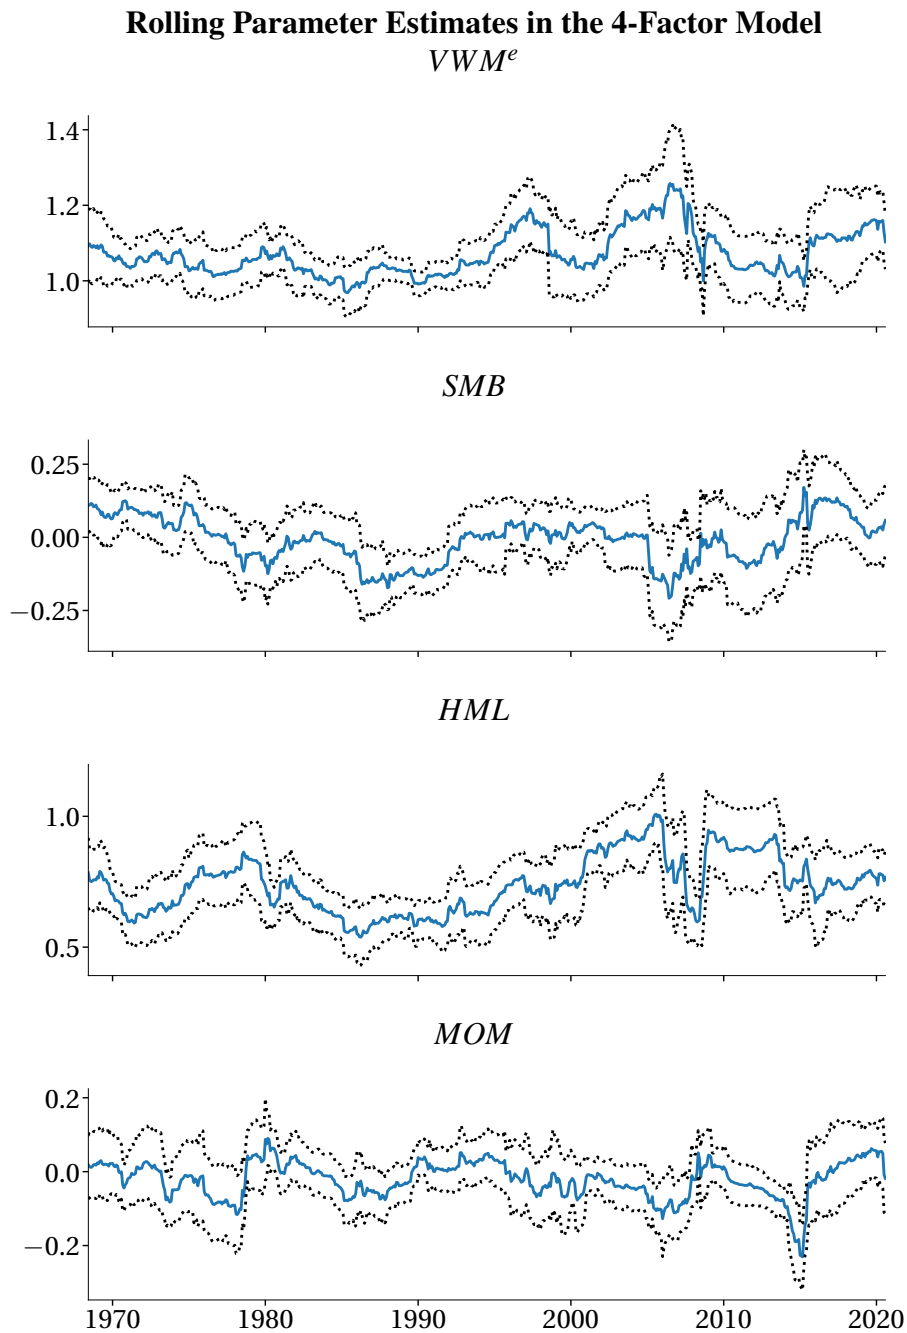 Rolling Parameter Estimates in the 4-Factor Model
VWMᵉ
1.4
1.2
1.0
SMB
0.25
0.00
−0.25
HML
1.0
0.5
MOM
0.2
0.0
−0.2
1970 1980 1990 2000 2010 2020